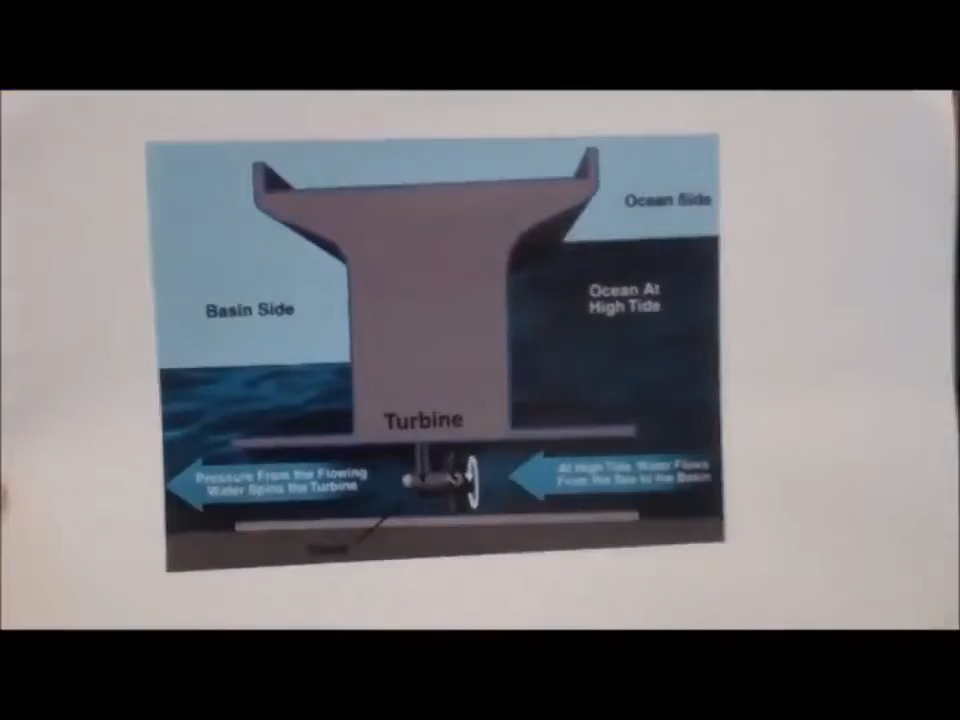 Ocean Side
Ocean At
High Tide
Basin Side
Turbine
Pressure From the Flowing
Water Spins the Turbine
At High Tide, Water Flows
From the Sea to the Basin